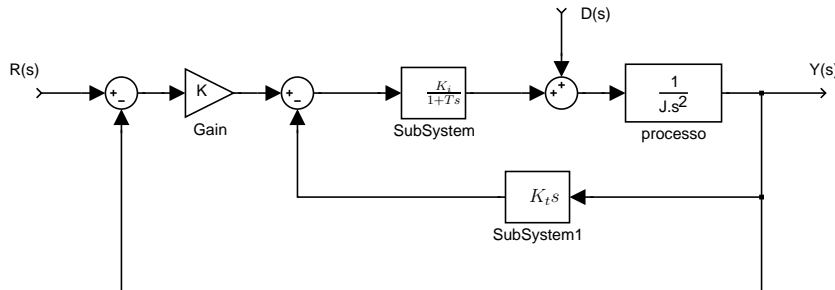 D(s)
R(s)
Y(s)
+
−
K
Gain
+
−
K_i
1+Ts
SubSystem
+
+
1
J.s^2
processo
K_t s
SubSystem1